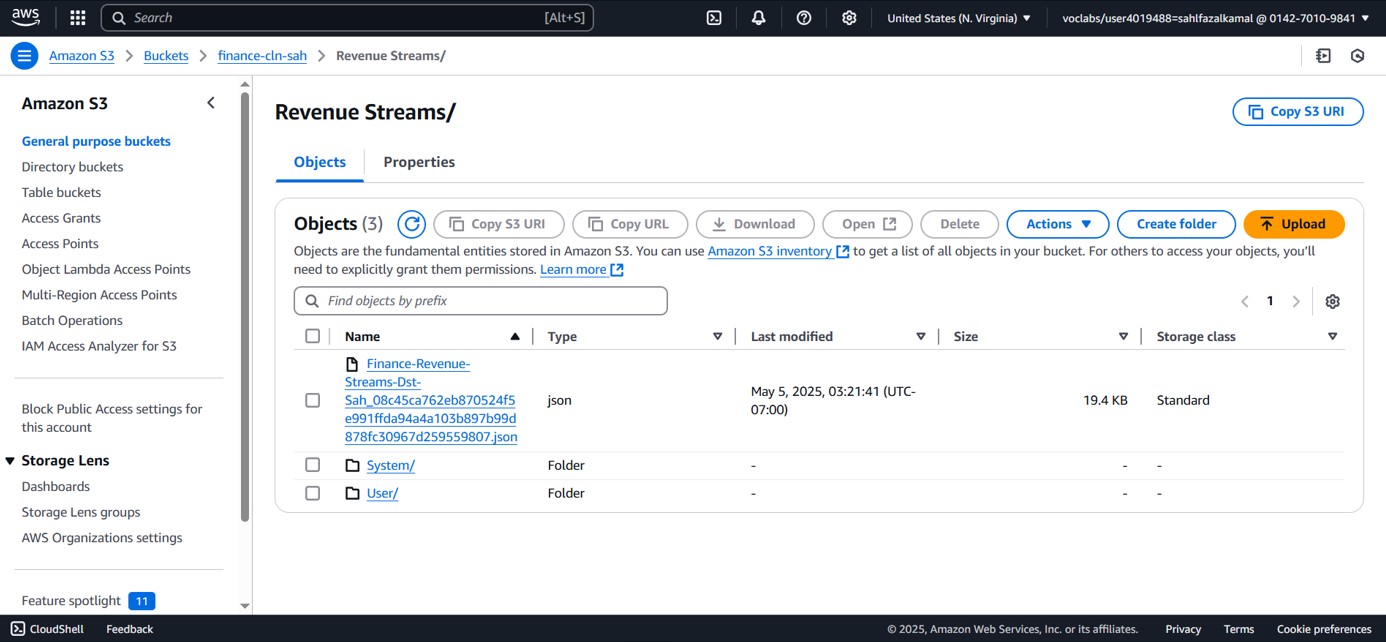 aws
Search
[Alt+S]
United States (N. Virginia) ▼
voclabs/user4019488=sahlfazalkamal @ 0142-7010-9841 ▼
Amazon S3 > Buckets > finance-cln-sah > Revenue Streams/
Amazon S3
General purpose buckets
Directory buckets
Table buckets
Access Grants
Access Points
Object Lambda Access Points
Multi-Region Access Points
Batch Operations
IAM Access Analyzer for S3
Block Public Access settings for
this account
▼ Storage Lens
Dashboards
Storage Lens groups
AWS Organizations settings
Feature spotlight 11
Revenue Streams/
Copy S3 URI
Objects
Properties
Objects (3)
Copy S3 URI
Copy URL
Download
Open
Delete
Actions ▼
Create folder
Upload
Objects are the fundamental entities stored in Amazon S3. You can use Amazon S3 inventory to get a list of all objects in your bucket. For others to access your objects, you'll
need to explicitly grant them permissions. Learn more
Find objects by prefix
1
Name
Type
Last modified
Size
Storage class
Finance-Revenue-
Streams-Dst-
Sah_08c45ca762eb870524f5
e991ffda94a4a103b897b99d
878fc30967d259559807.json
json
May 5, 2025, 03:21:41 (UTC-
07:00)
19.4 KB
Standard
System/
Folder
-
-
-
User/
Folder
-
-
-
CloudShell
Feedback
© 2025, Amazon Web Services, Inc. or its affiliates.
Privacy
Terms
Cookie preferences